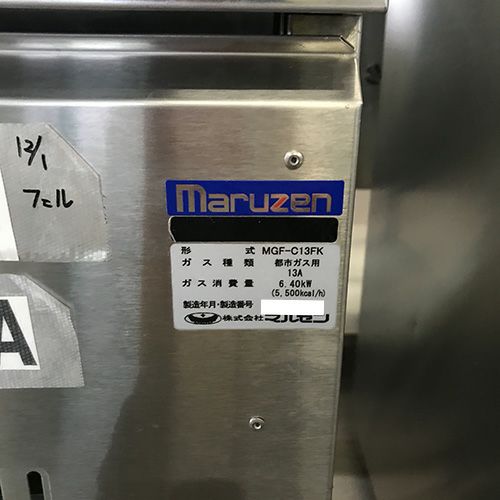 12/1
フエル
maruzen
形 式 MGF-C13FK
ガス種類 都市ガス用
13A
ガス消費量 6.40kW
(5,500kcal/h)
製造年月・製造番号
株式会社マルゼン
A